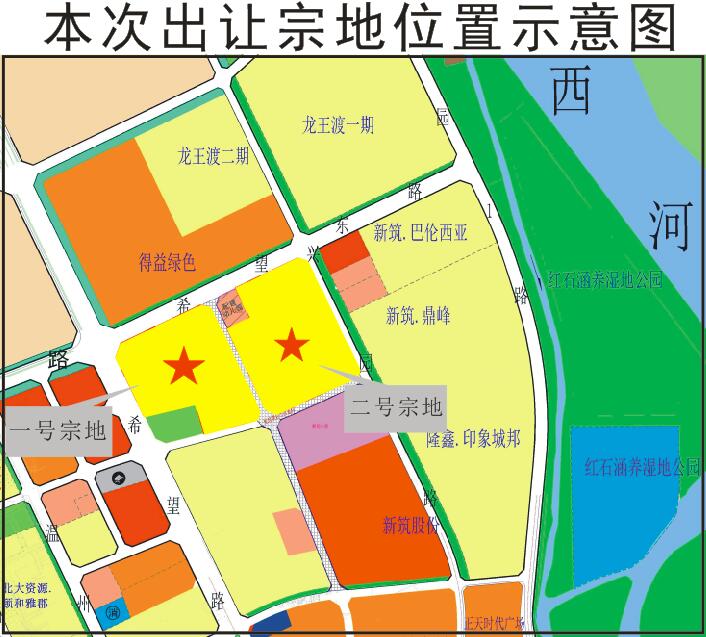 本次出让宗地位置示意图
西
河
龙王渡一期
龙王渡二期
园
路
东
望
希
兴
1
路
新筑.巴伦西亚
红石涵养湿地公园
得益绿色
新筑.鼎峰
路
园
一号宗地
二号宗地
希
望
路
隆鑫.印象城邦
红石涵养湿地公园
路
新筑股份
温
州
北大资源.
颐和雅郡
消
正天时代广场